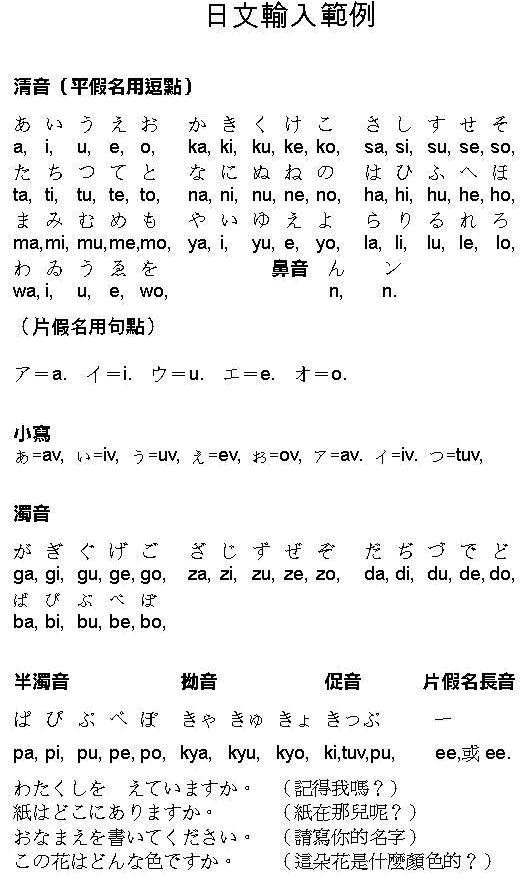 日文輸入範例
清音（平假名用逗點）
あ い う え お か き く け こ さ し す せ そ
a, i, u, e, o, ka, ki, ku, ke, ko, sa, si, su, se, so,
た ち つ て と な に ぬ ね の は ひ ふ へ ほ
ta, ti, tu, te, to, na, ni, nu, ne, no, ha, hi, hu, he, ho,
ま み む め も や い ゆ え よ ら り る れ ろ
ma, mi, mu, me, mo, ya, i, yu, e, yo, la, li, lu, le, lo,
わ ゐ う ゑ を 鼻音 ん ン
wa, i, u, e, wo, n, n.
（片假名用句點）
ア＝a. イ＝i. ウ＝u. エ＝e. オ＝o.
小寫
ぁ=av, ぃ=iv, ぅ=uv, ぇ=ev, ぉ=ov, ァ=av. ィ=iv. っ=tuv,
濁音
が ぎ ぐ げ ご ざ じ ず ぜ ぞ だ ぢ づ で ど
ga, gi, gu, ge, go, za, zi, zu, ze, zo, da, di, du, de, do,
ば び ぶ べ ぼ
ba, bi, bu, be, bo,
半濁音 拗音 促音 片假名長音
ぱ ぴ ぷ ぺ ぽ きゃ きゅ きょ きっぷ ー
pa, pi, pu, pe, po, kya, kyu, kyo, ki,tuv,pu, ee,或 ee.
わたくしを えていますか。 （記得我嗎？）
紙はどこにありますか。 （紙在那兒呢？）
おなまえを書いてください。 （請寫你的名字）
この花はどんな色ですか。 （這朵花是什麼顏色的？）